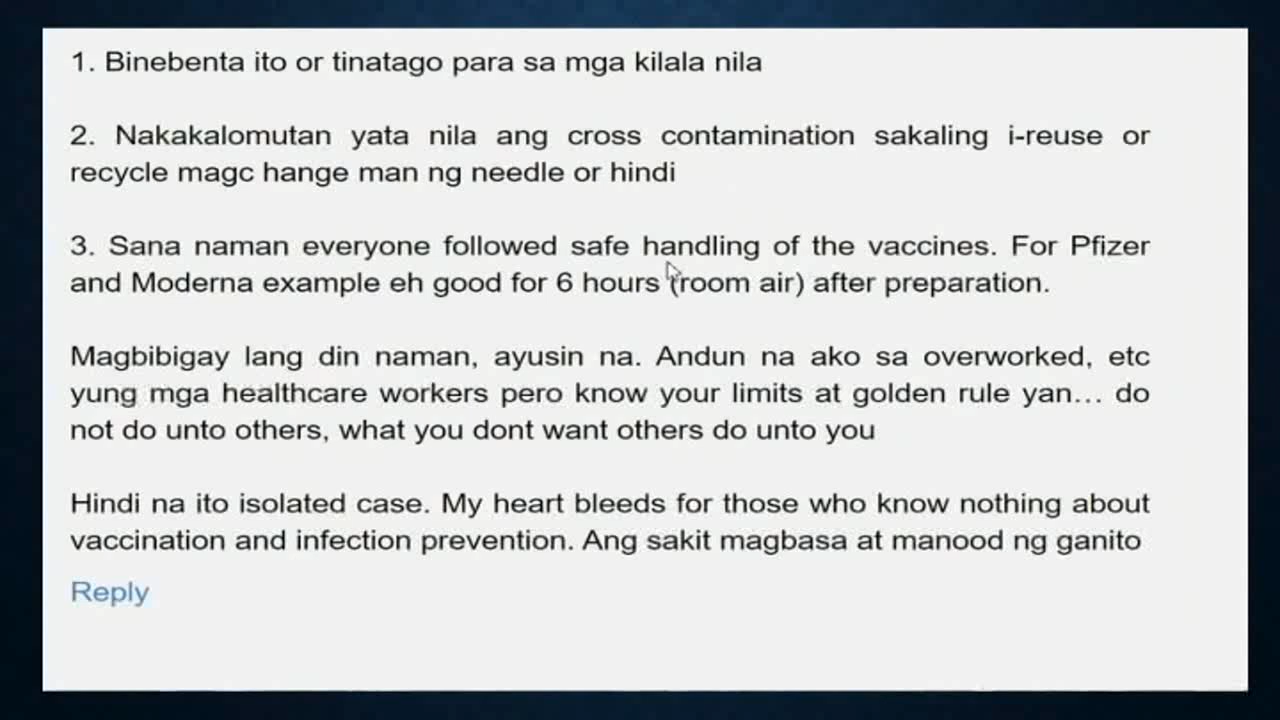 1. Binebenta ito or tinatago para sa mga kilala nila
2. Nakakalomutan yata nila ang cross contamination sakaling i-reuse or
recycle magc hange man ng needle or hindi
3. Sana naman everyone followed safe handling of the vaccines. For Pfizer
and Moderna example eh good for 6 hours (room air) after preparation.
Magbibigay lang din naman, ayusin na. Andun na ako sa overworked, etc
yung mga healthcare workers pero know your limits at golden rule yan… do
not do unto others, what you dont want others do unto you
Hindi na ito isolated case. My heart bleeds for those who know nothing about
vaccination and infection prevention. Ang sakit magbasa at manood ng ganito
Reply